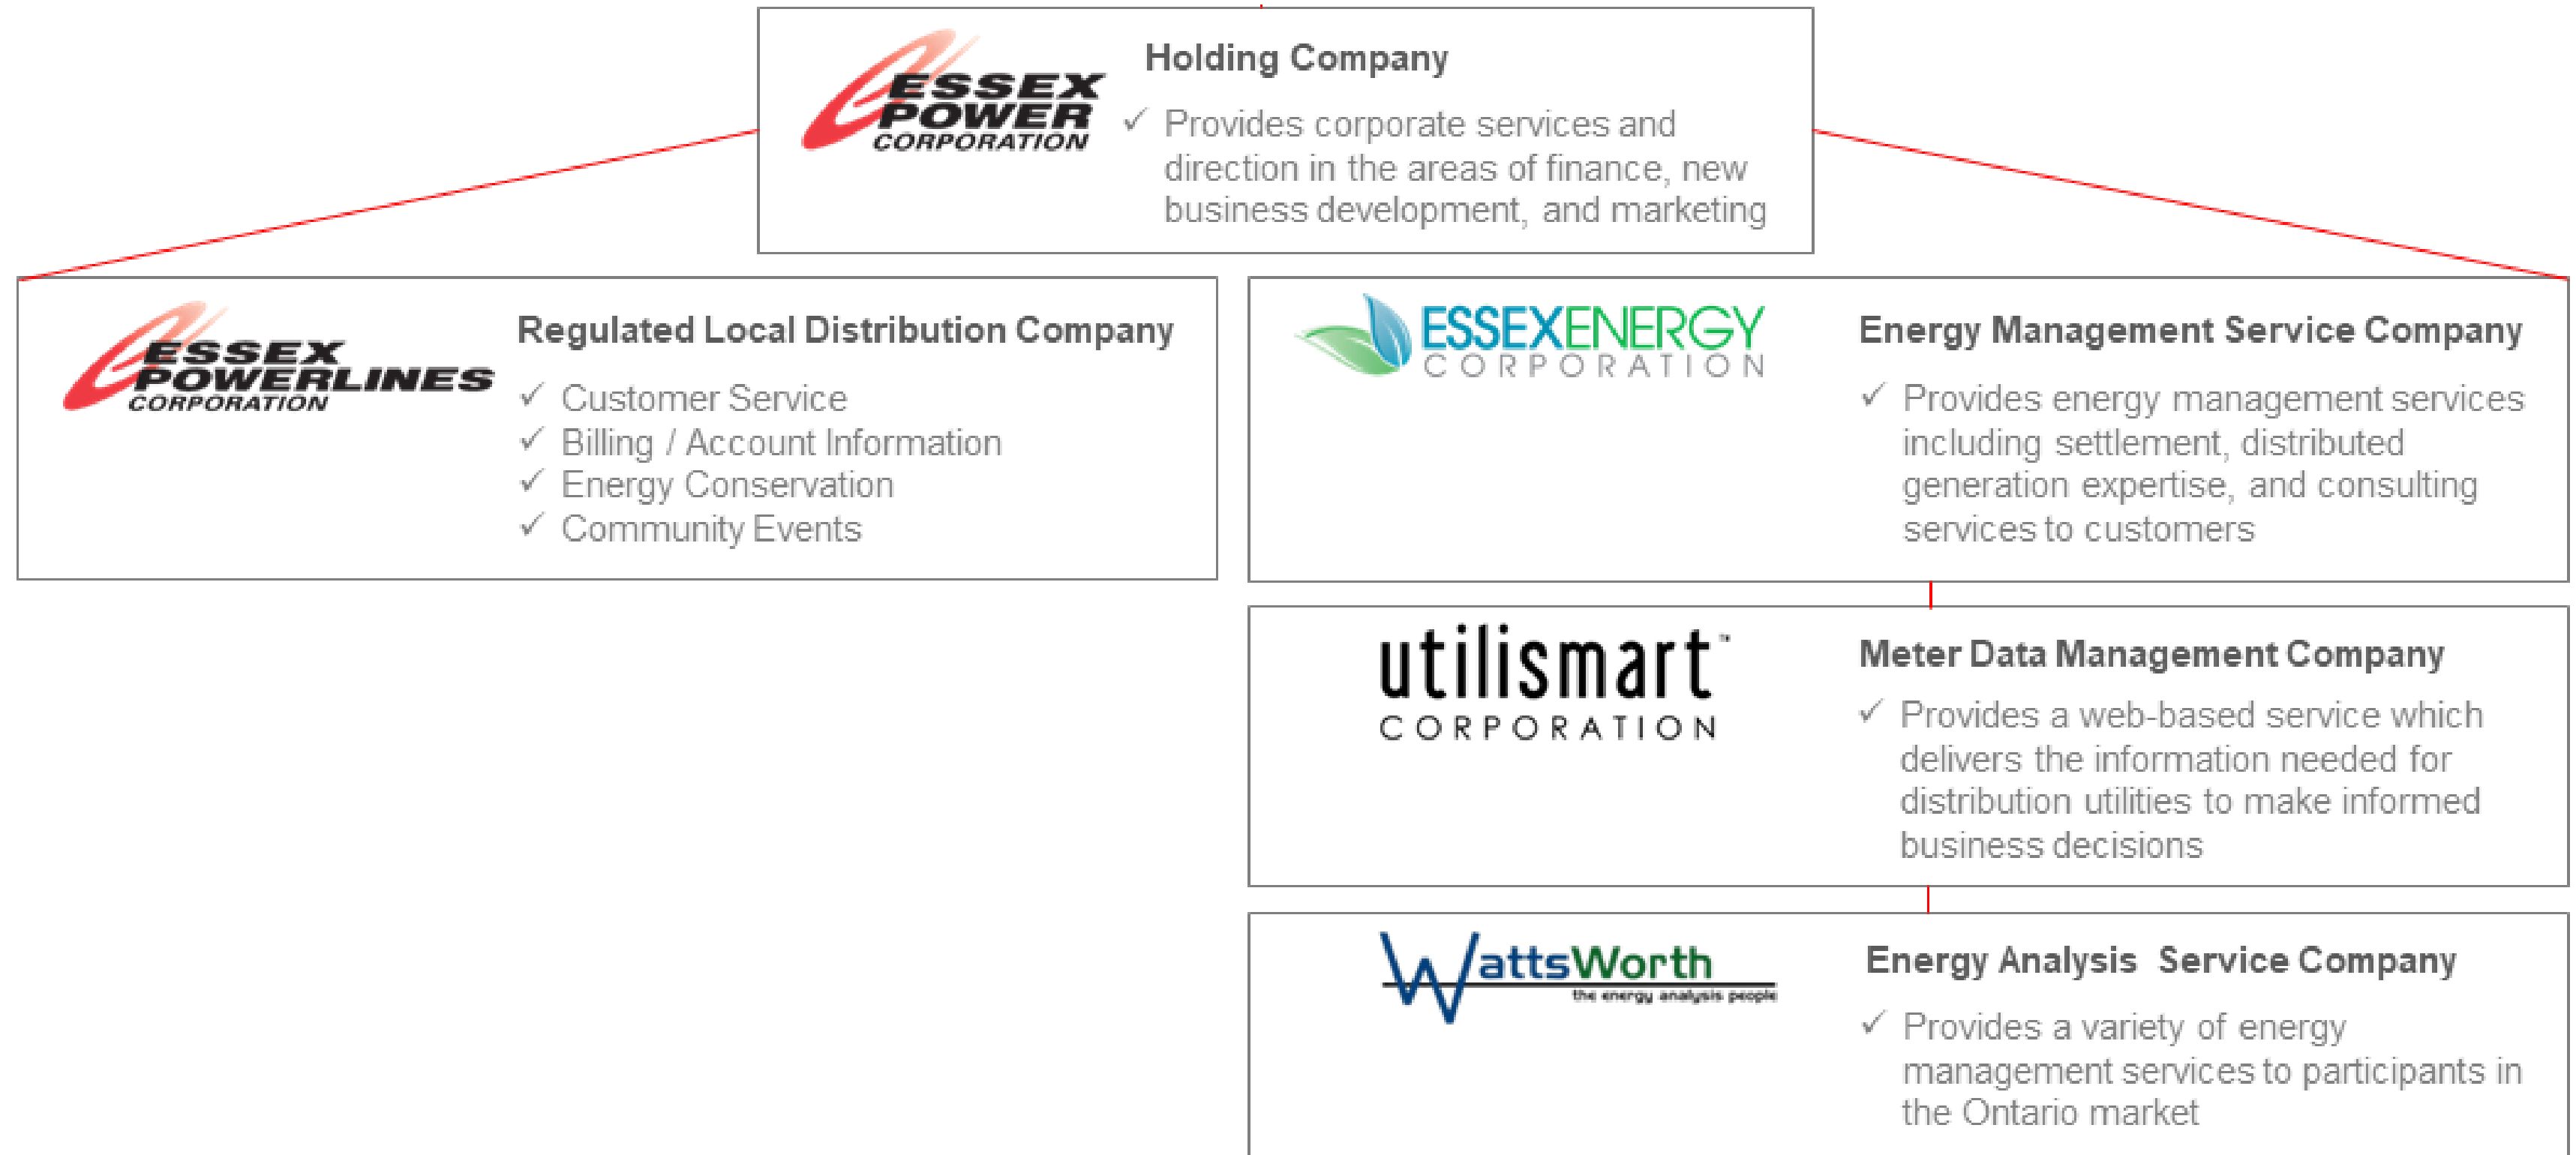 ESSEX
POWER
CORPORATION
Holding Company
✓ Provides corporate services and
direction in the areas of finance, new
business development, and marketing
ESSEX
POWERLINES
CORPORATION
Regulated Local Distribution Company
✓ Customer Service
✓ Billing / Account Information
✓ Energy Conservation
✓ Community Events
ESSEXENERGY
CORPORATION
Energy Management Service Company
✓ Provides energy management services
including settlement, distributed
generation expertise, and consulting
services to customers
utilismart™
CORPORATION
Meter Data Management Company
✓ Provides a web-based service which
delivers the information needed for
distribution utilities to make informed
business decisions
WattsWorth
the energy analysis people
Energy Analysis Service Company
✓ Provides a variety of energy
management services to participants in
the Ontario market